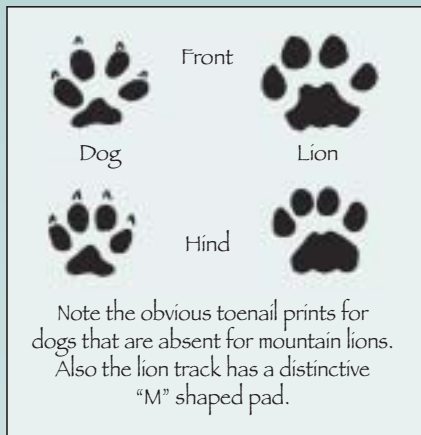 Front
Dog Lion
Hind
Note the obvious toenail prints for
dogs that are absent for mountain lions.
Also the lion track has a distinctive
“M” shaped pad.